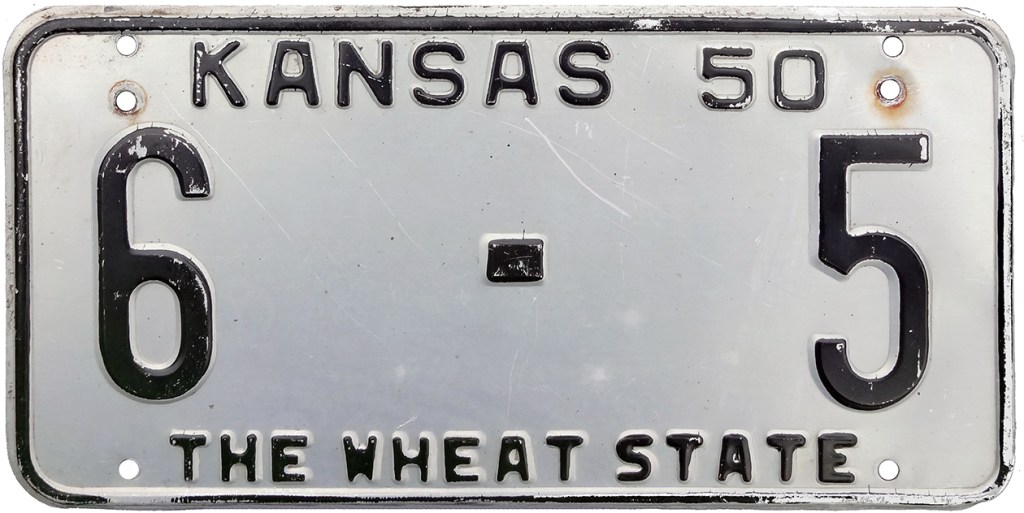 KANSAS 50
6 - 5
THE WHEAT STATE